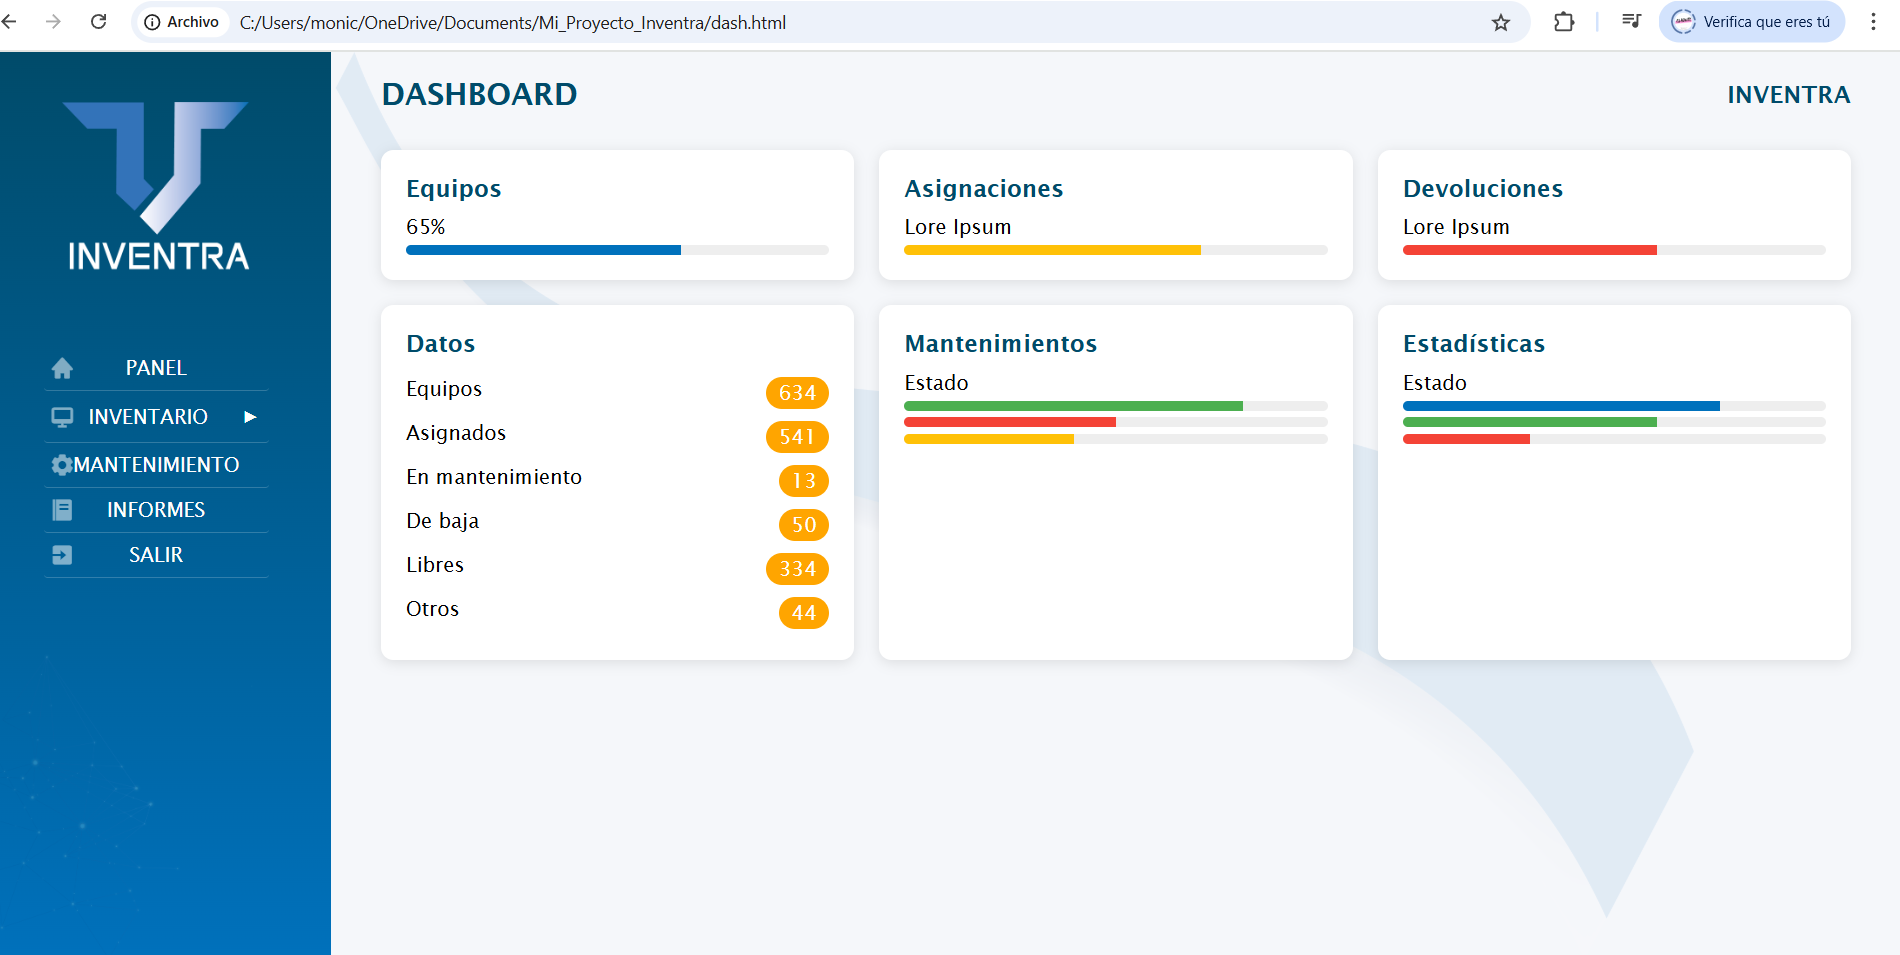 Archivo
C:/Users/monic/OneDrive/Documents/Mi_Proyecto_Inventra/dash.html
Verifica que eres tú
INVENTRA
PANEL
INVENTARIO
MANTENIMIENTO
INFORMES
SALIR
DASHBOARD
INVENTRA
Equipos
65%
Asignaciones
Lore Ipsum
Devoluciones
Lore Ipsum
Datos
Equipos 634
Asignados 541
En mantenimiento 13
De baja 50
Libres 334
Otros 44
Mantenimientos
Estado
Estadísticas
Estado